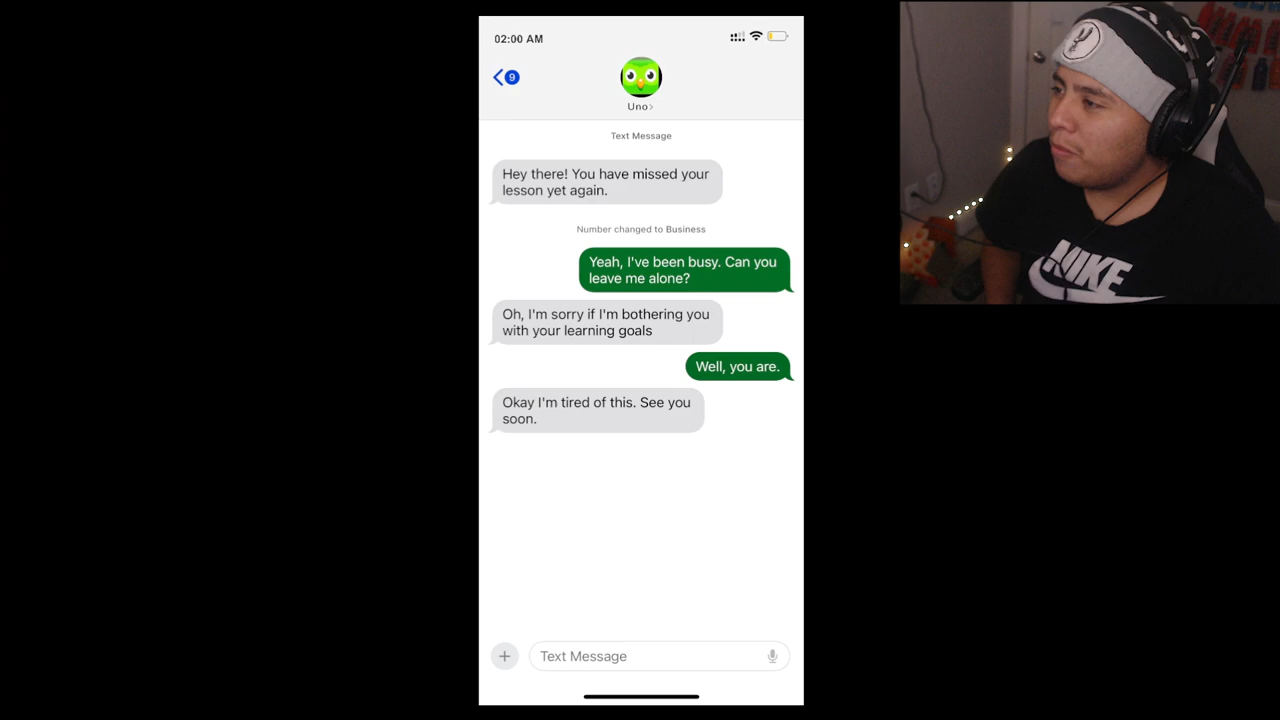 02:00 AM
9
Uno
Text Message
Hey there! You have missed your
lesson yet again.
Number changed to Business
Yeah, I've been busy. Can you
leave me alone?
Oh, I'm sorry if I'm bothering you
with your learning goals
Well, you are.
Okay I'm tired of this. See you
soon.
Text Message
NIKE